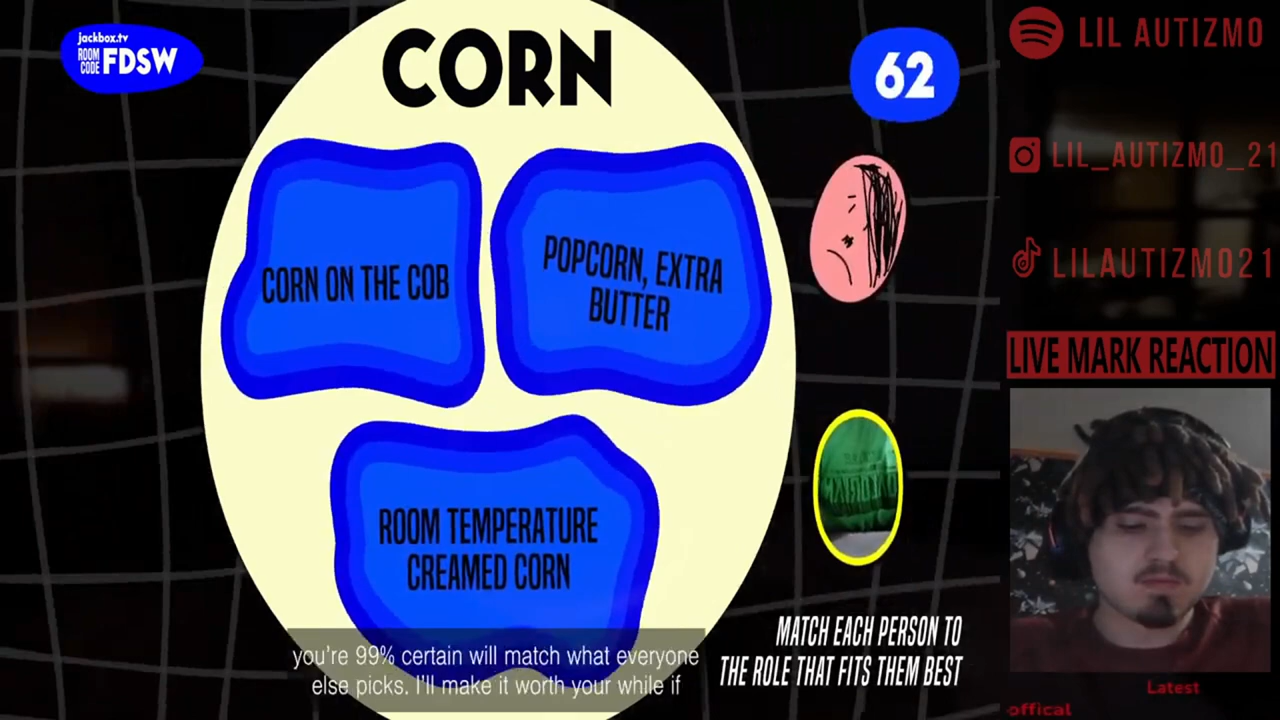 jackbox.tv
ROOM CODE FDSW
CORN
62
CORN ON THE COB
POPCORN, EXTRA
BUTTER
ROOM TEMPERATURE
CREAMED CORN
you're 99% certain will match what everyone
else picks. I'll make it worth your while if
MATCH EACH PERSON TO
THE ROLE THAT FITS THEM BEST
LIL AUTIZMO
LIL_AUTIZMO_21
LILAUTIZMO21
LIVE MARK REACTION
Latest
offical